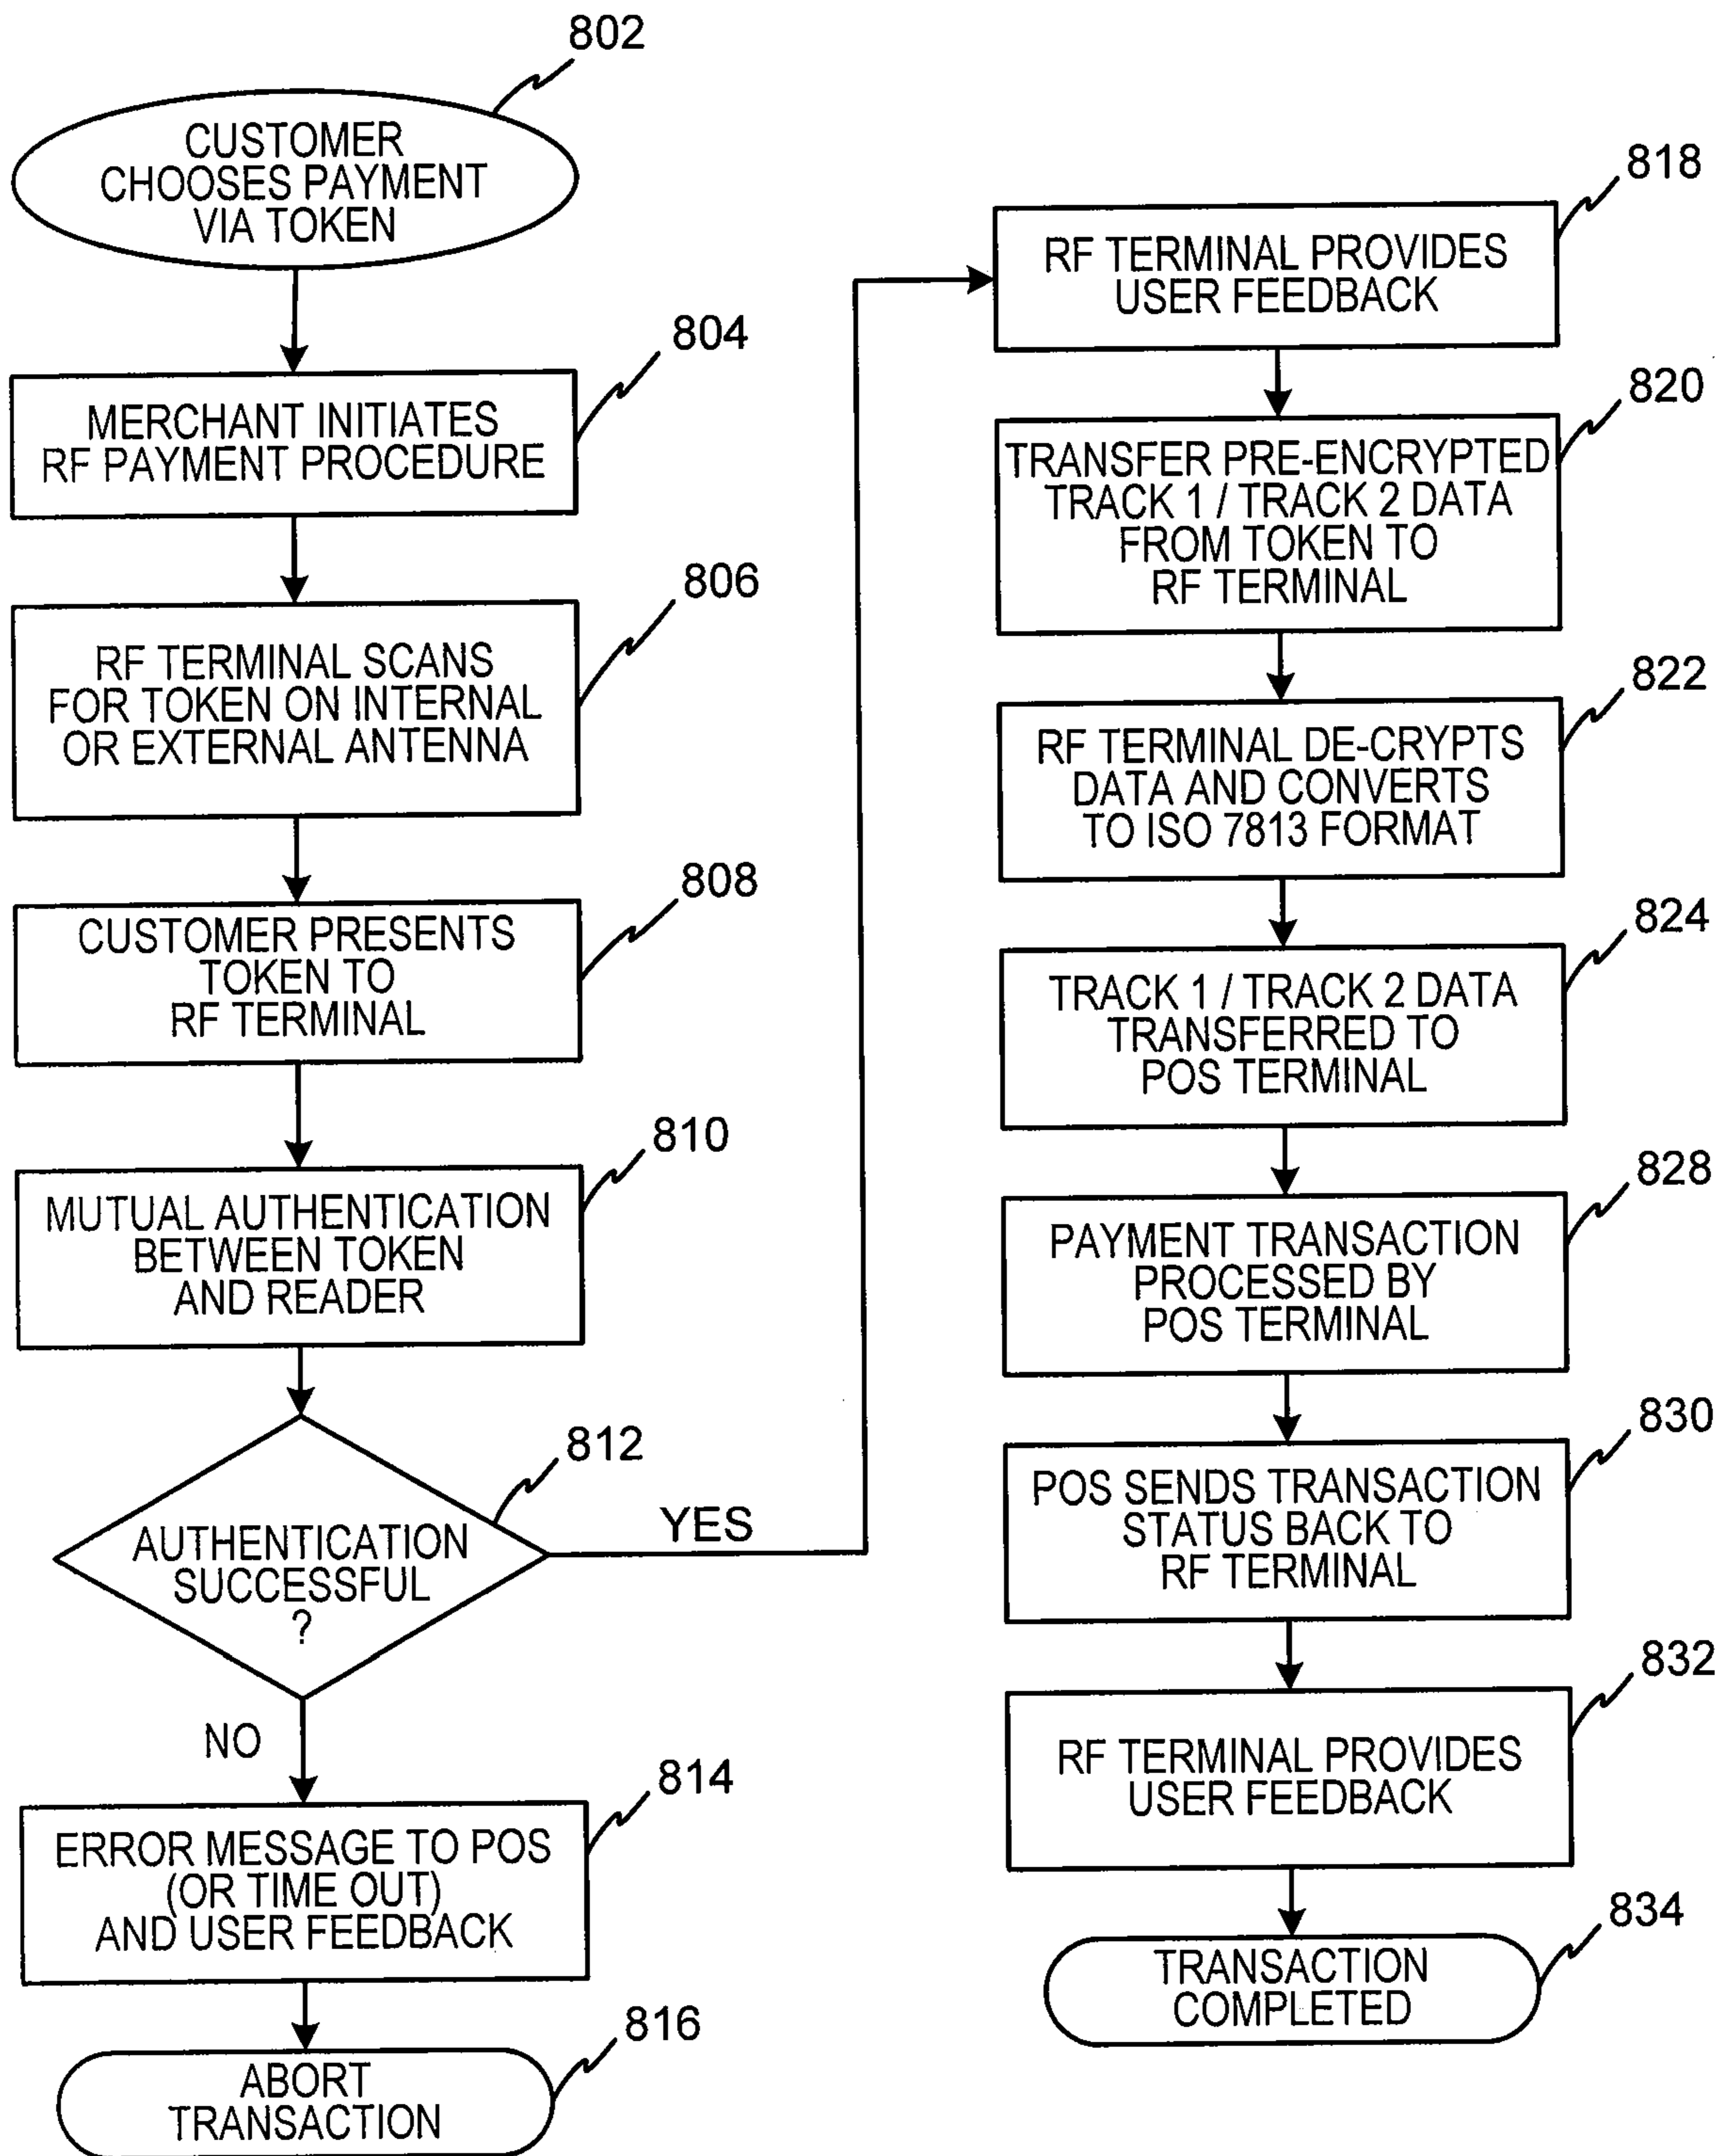 802
CUSTOMER
CHOOSES PAYMENT
VIA TOKEN
804
MERCHANT INITIATES
RF PAYMENT PROCEDURE
806
RF TERMINAL SCANS
FOR TOKEN ON INTERNAL
OR EXTERNAL ANTENNA
808
CUSTOMER PRESENTS
TOKEN TO
RF TERMINAL
810
MUTUAL AUTHENTICATION
BETWEEN TOKEN
AND READER
812
AUTHENTICATION
SUCCESSFUL
?
YES
NO
814
ERROR MESSAGE TO POS
(OR TIME OUT)
AND USER FEEDBACK
816
ABORT
TRANSACTION
818
RF TERMINAL PROVIDES
USER FEEDBACK
820
TRANSFER PRE-ENCRYPTED
TRACK 1 / TRACK 2 DATA
FROM TOKEN TO
RF TERMINAL
822
RF TERMINAL DE-CRYPTS
DATA AND CONVERTS
TO ISO 7813 FORMAT
824
TRACK 1 / TRACK 2 DATA
TRANSFERRED TO
POS TERMINAL
828
PAYMENT TRANSACTION
PROCESSED BY
POS TERMINAL
830
POS SENDS TRANSACTION
STATUS BACK TO
RF TERMINAL
832
RF TERMINAL PROVIDES
USER FEEDBACK
834
TRANSACTION
COMPLETED